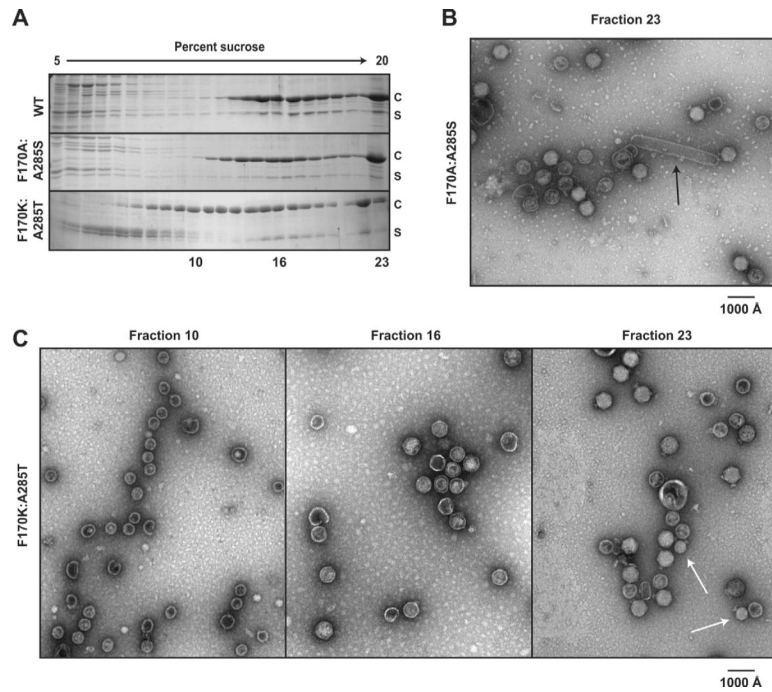 A
Percent sucrose
5 20
WT
C
S
F170A:
A285S
C
S
F170K:
A285T
C
S
10 16 23
B
Fraction 23
F170A:A285S
1000 Å
C
Fraction 10 Fraction 16 Fraction 23
F170K:A285T
1000 Å